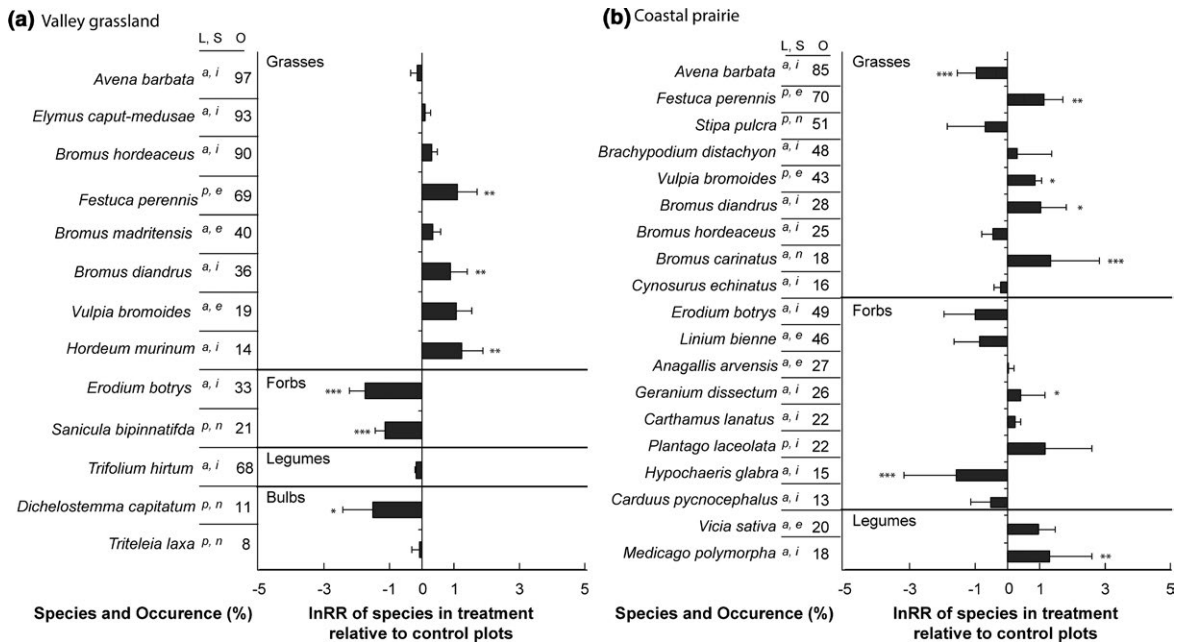 (a) Valley grassland
L, S O
Grasses
Avena barbata a, i 97
Elymus caput-medusae a, i 93
Bromus hordeaceus a, i 90
Festuca perennis p, e 69 **
Bromus madritensis a, e 40
Bromus diandrus a, i 36 **
Vulpia bromoides a, e 19
Hordeum murinum a, i 14 **
Forbs
Erodium botrys a, i 33 ***
Sanicula bipinnatifda p, n 21 ***
Legumes
Trifolium hirtum a, i 68
Bulbs
Dichelostemma capitatum p, n 11 *
Triteleia laxa p, n 8
-5 -3 -1 1 3 5
Species and Occurence (%)
lnRR of species in treatment
relative to control plots
(b) Coastal prairie
L, S O
Grasses
Avena barbata a, i 85 ***
Festuca perennis p, e 70 **
Stipa pulcra p, n 51
Brachypodium distachyon a, i 48
Vulpia bromoides p, e 43 *
Bromus diandrus a, i 28 *
Bromus hordeaceus a, i 25
Bromus carinatus a, n 18 ***
Cynosurus echinatus a, i 16
Forbs
Erodium botrys a, i 49
Linium bienne a, e 46
Anagallis arvensis a, e 27
Geranium dissectum a, i 26 *
Carthamus lanatus a, i 22
Plantago laceolata p, i 22
Hypochaeris glabra a, i 15 ***
Carduus pycnocephalus a, i 13
Legumes
Vicia sativa a, e 20
Medicago polymorpha a, i 18 **
-5 -3 -1 1 3 5
Species and Occurence (%)
lnRR of species in treatment
relative to control plots